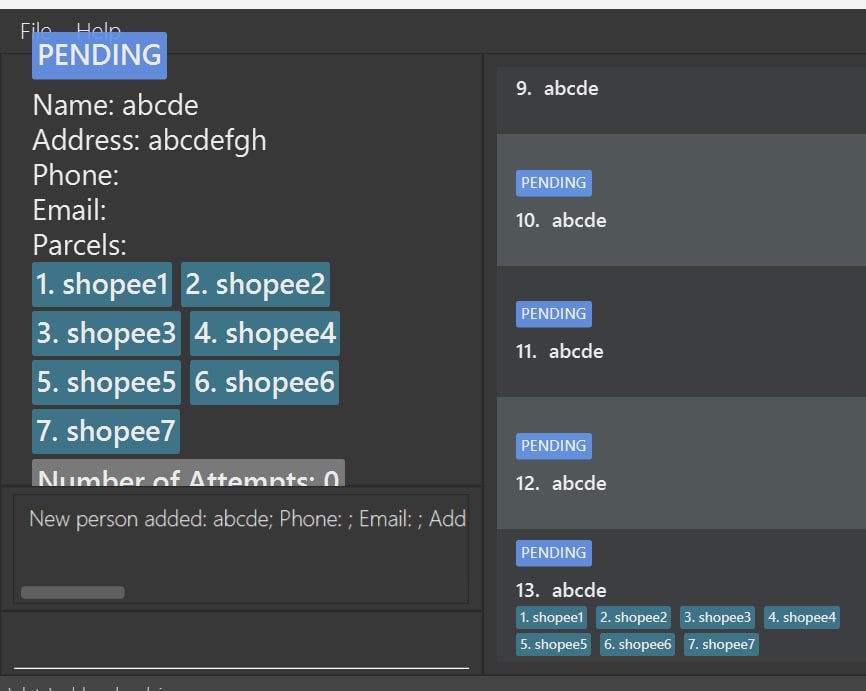 File Help
PENDING
Name: abcde
Address: abcdefgh
Phone:
Email:
Parcels:
1. shopee1 2. shopee2
3. shopee3 4. shopee4
5. shopee5 6. shopee6
7. shopee7
Number of Attempts: 0
New person added: abcde; Phone: ; Email: ; Add
9. abcde
PENDING
10. abcde
PENDING
11. abcde
PENDING
12. abcde
PENDING
13. abcde
1. shopee1 2. shopee2 3. shopee3 4. shopee4
5. shopee5 6. shopee6 7. shopee7